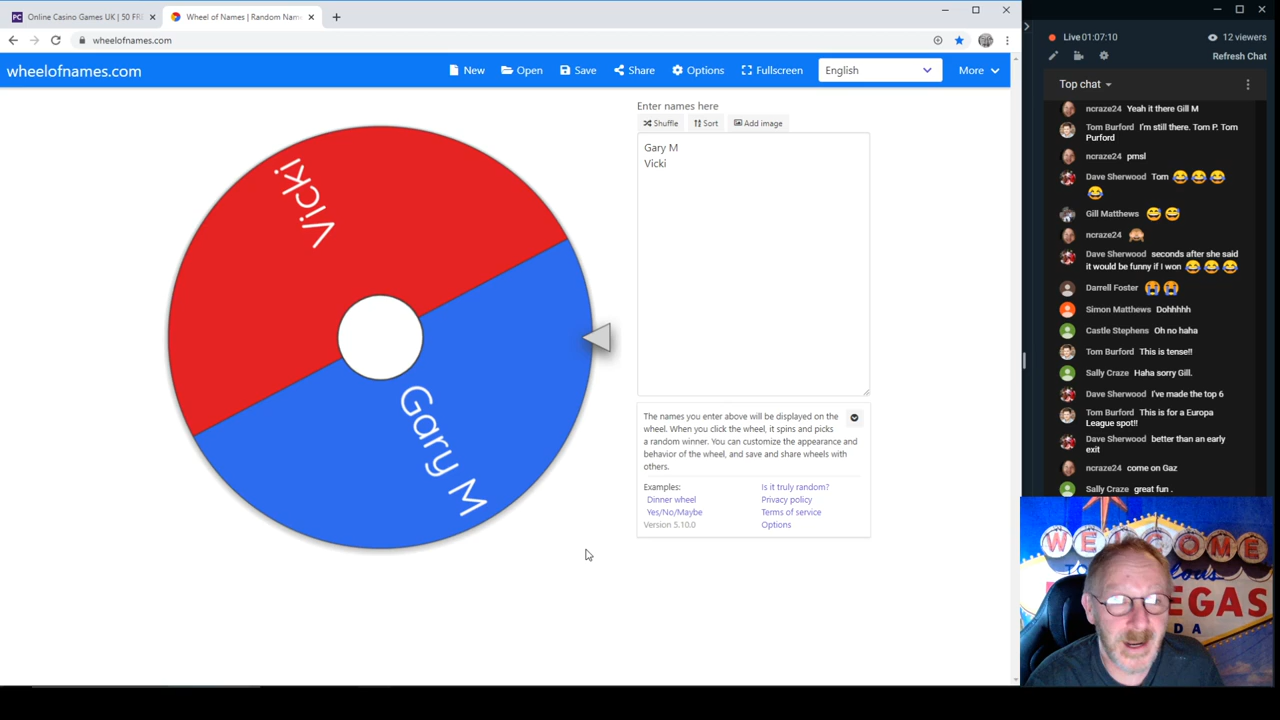 Online Casino Games UK | 50 FR
Wheel of Names | Random Nam
wheelofnames.com
wheelofnames.com
New
Open
Save
Share
Options
Fullscreen
English
More
Vicki
Gary M
Enter names here
Shuffle
Sort
Add image
Gary M
Vicki
The names you enter above will be displayed on the
wheel. When you click the wheel, it spins and picks
a random winner. You can customize the appearance and
behavior of the wheel, and save and share wheels with
others.
Examples:
Is it truly random?
Dinner wheel
Privacy policy
Yes/No/Maybe
Terms of service
Version 5.10.0
Options
Live 01:07:10
12 viewers
Refresh Chat
Top chat
ncraze24 Yeah it there Gill M
Tom Burford I'm still there. Tom P. Tom
Purford
ncraze24 pmsl
Dave Sherwood Tom 😂 😂 😂
😂
Gill Matthews 😅 😅
ncraze24 🙈
Dave Sherwood seconds after she said
it would be funny if I won 😂 😂 😂
Darrell Foster 😭 😭
Simon Matthews Dohhhhh
Castle Stephens Oh no haha
Tom Burford This is tense!!
Sally Craze Haha sorry Gill.
Dave Sherwood I've made the top 6
Tom Burford This is for a Europa
League spot!!
Dave Sherwood better than an early
exit
ncraze24 come on Gaz
Sally Craze great fun .
WELCOME